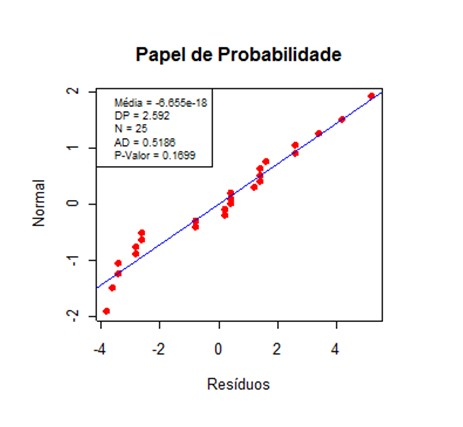 Papel de Probabilidade
Média = -6.655e-18
DP = 2.592
N = 25
AD = 0.5186
P-Valor = 0.1699
Normal
2
1
0
-1
-2
-4
-2
0
2
4
Resíduos